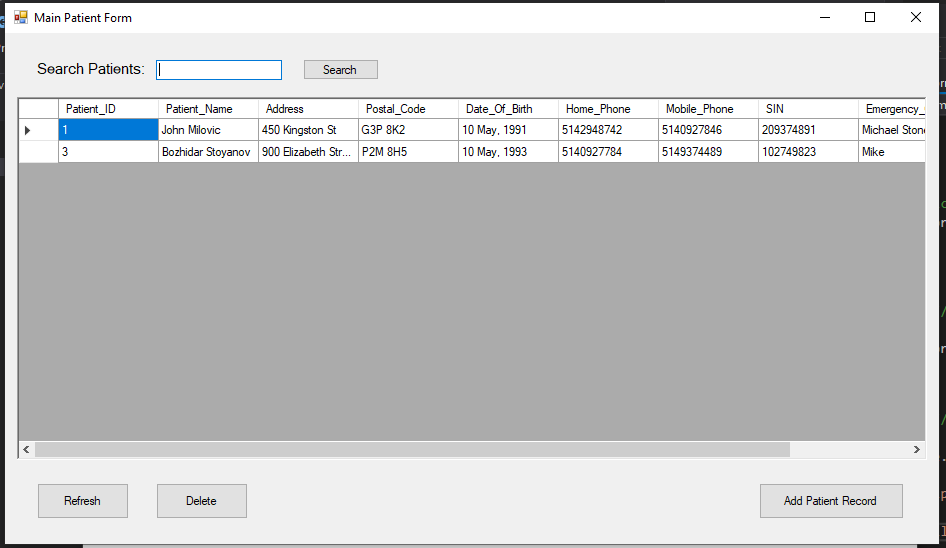 Main Patient Form
Search Patients: Search
Patient_ID Patient_Name Address Postal_Code Date_Of_Birth Home_Phone Mobile_Phone SIN Emergency_
1 John Milovic 450 Kingston St G3P 8K2 10 May, 1991 5142948742 5140927846 209374891 Michael Stone
3 Bozhidar Stoyanov 900 Elizabeth Str... P2M 8H5 10 May, 1993 5140927784 5149374489 102749823 Mike
Refresh Delete Add Patient Record